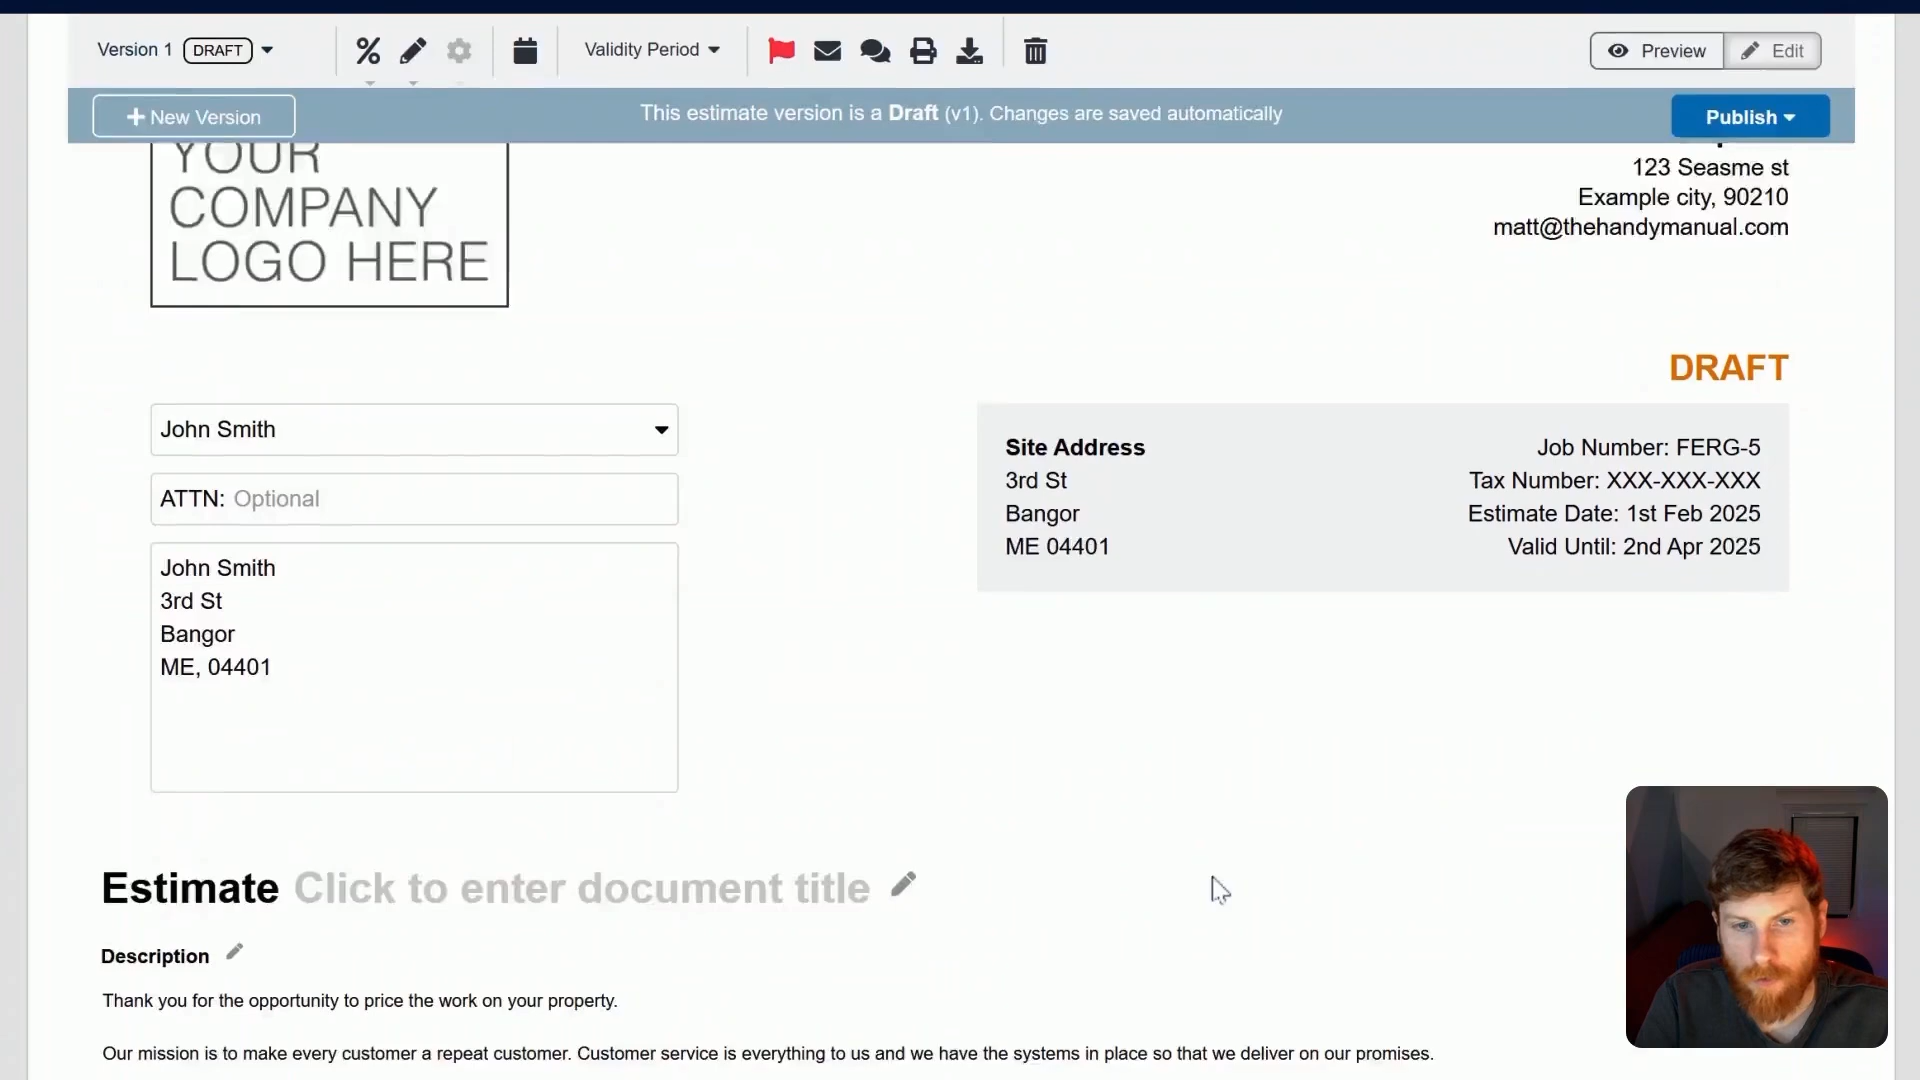 Version 1 DRAFT
Validity Period
Preview
Edit
New Version
This estimate version is a Draft (v1). Changes are saved automatically
Publish
YOUR
COMPANY
LOGO HERE
123 Seasme st
Example city, 90210
matt@thehandymanual.com
DRAFT
John Smith
ATTN: Optional
John Smith
3rd St
Bangor
ME, 04401
Site Address
3rd St
Bangor
ME 04401
Job Number: FERG-5
Tax Number: XXX-XXX-XXX
Estimate Date: 1st Feb 2025
Valid Until: 2nd Apr 2025
Estimate Click to enter document title
Description
Thank you for the opportunity to price the work on your property.
Our mission is to make every customer a repeat customer. Customer service is everything to us and we have the systems in place so that we deliver on our promises.